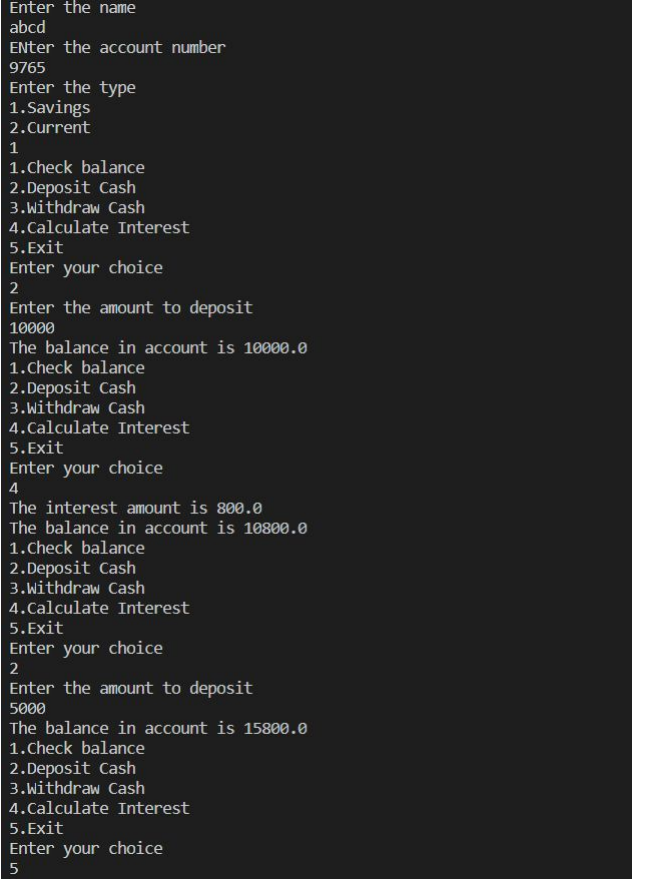 Enter the name
abcd
ENter the account number
9765
Enter the type
1.Savings
2.Current
1
1.Check balance
2.Deposit Cash
3.Withdraw Cash
4.Calculate Interest
5.Exit
Enter your choice
2
Enter the amount to deposit
10000
The balance in account is 10000.0
1.Check balance
2.Deposit Cash
3.Withdraw Cash
4.Calculate Interest
5.Exit
Enter your choice
4
The interest amount is 800.0
The balance in account is 10800.0
1.Check balance
2.Deposit Cash
3.Withdraw Cash
4.Calculate Interest
5.Exit
Enter your choice
2
Enter the amount to deposit
5000
The balance in account is 15800.0
1.Check balance
2.Deposit Cash
3.Withdraw Cash
4.Calculate Interest
5.Exit
Enter your choice
5